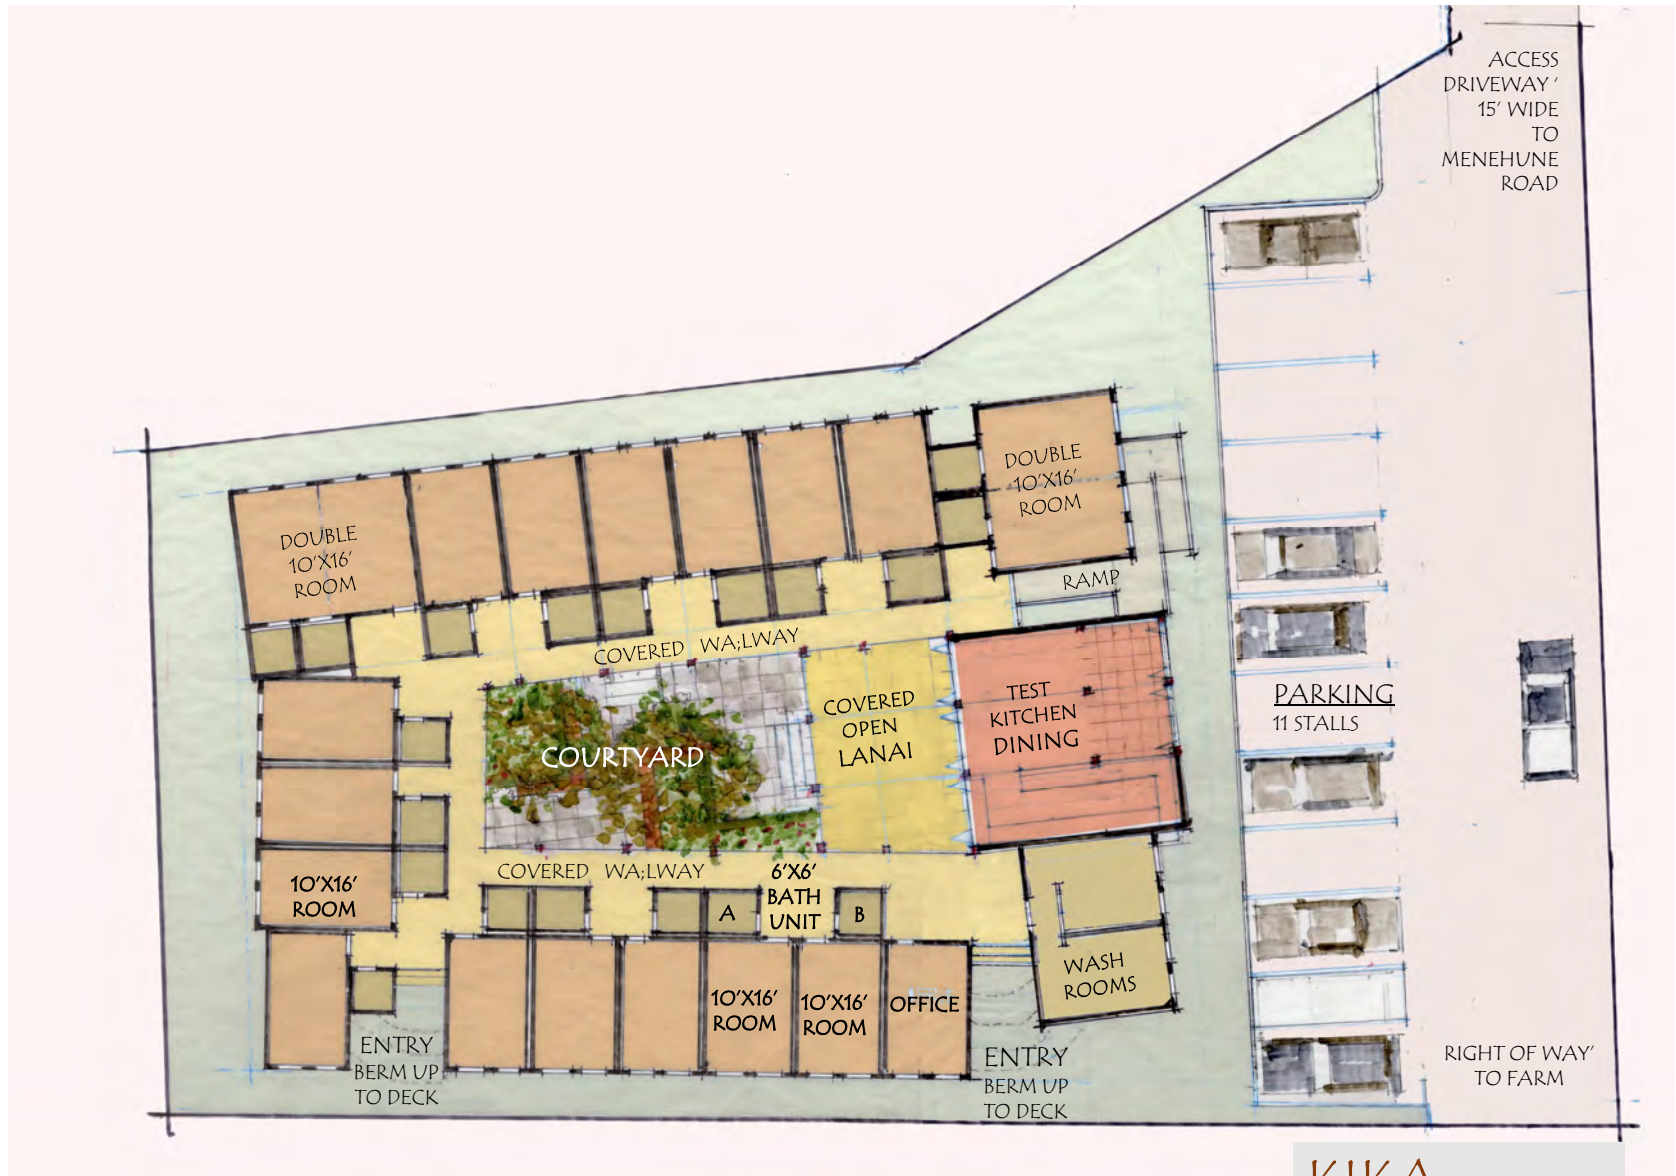 ACCESS
DRIVEWAY '
15' WIDE
TO
MENEHUNE
ROAD
DOUBLE
10'X16'
ROOM
DOUBLE
10'X16'
ROOM
RAMP
COVERED WA;LWAY
COURTYARD
COVERED
OPEN
LANAI
TEST
KITCHEN
DINING
PARKING
11 STALLS
10'X16'
ROOM
COVERED WA;LWAY
6'X6'
BATH
UNIT
A
B
10'X16'
ROOM
10'X16'
ROOM
OFFICE
WASH
ROOMS
ENTRY
BERM UP
TO DECK
ENTRY
BERM UP
TO DECK
RIGHT OF WAY'
TO FARM